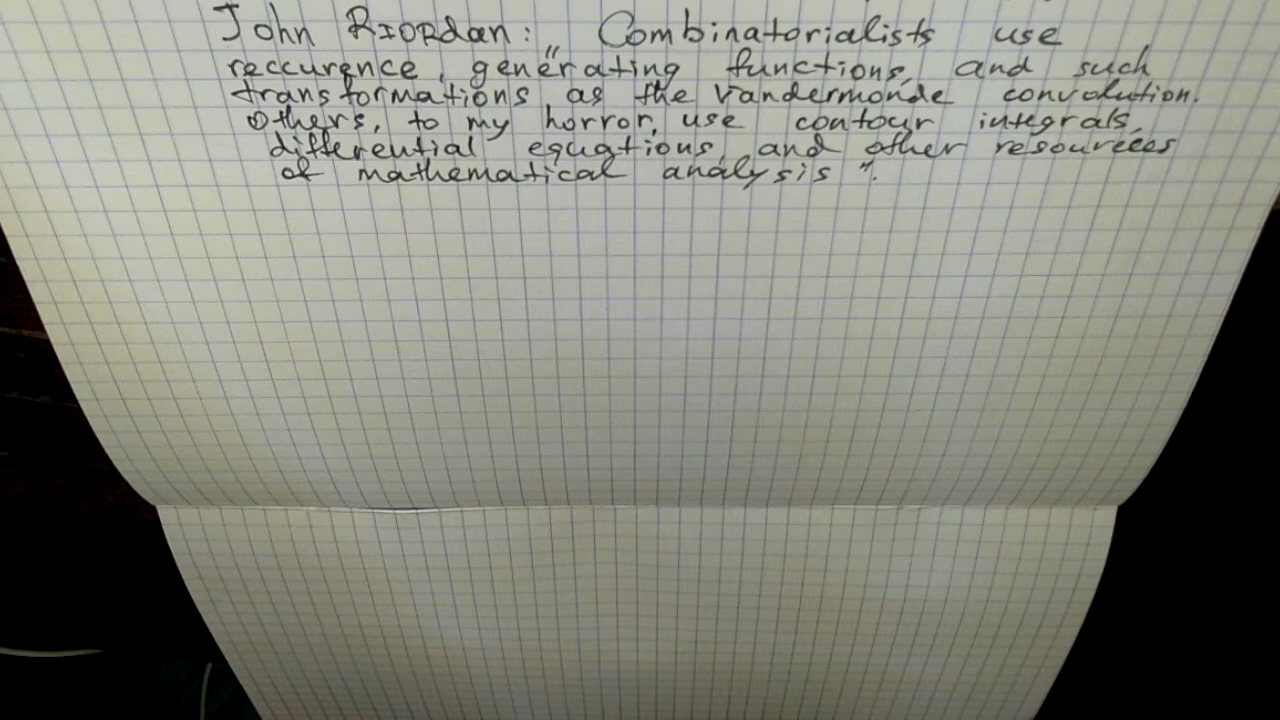 John Riordan: " Combinatorialists use
reccurence, generating functions, and such
transformations as the Vandermonde convolution.
Others, to my horror, use contour integrals,
differential equations, and other resources
of mathematical analysis ".